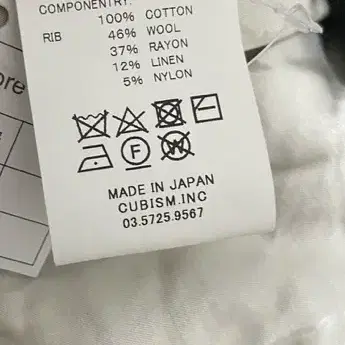 COMPONENTRY:
100% COTTON
RIB 46% WOOL
37% RAYON
12% LINEN
5% NYLON
F W
MADE IN JAPAN
CUBISM.INC
03.5725.9567
ore